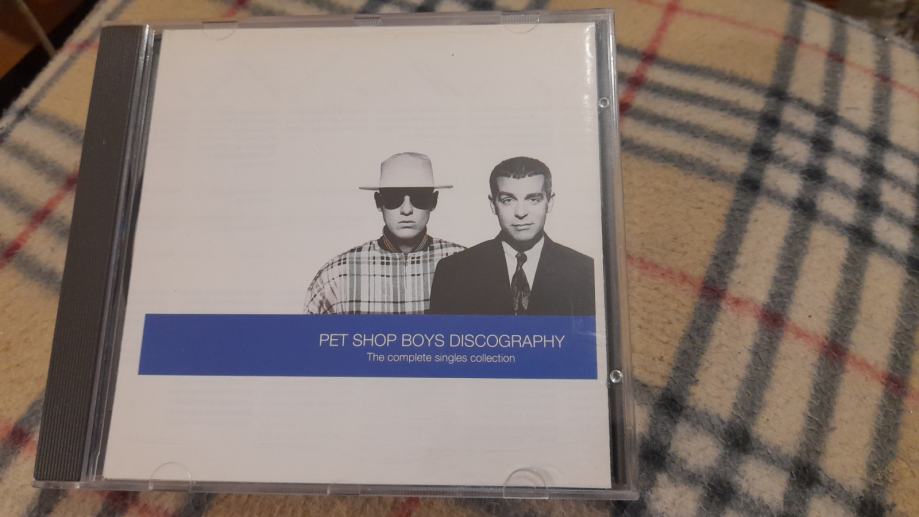 PET SHOP BOYS DISCOGRAPHY
The complete singles collection